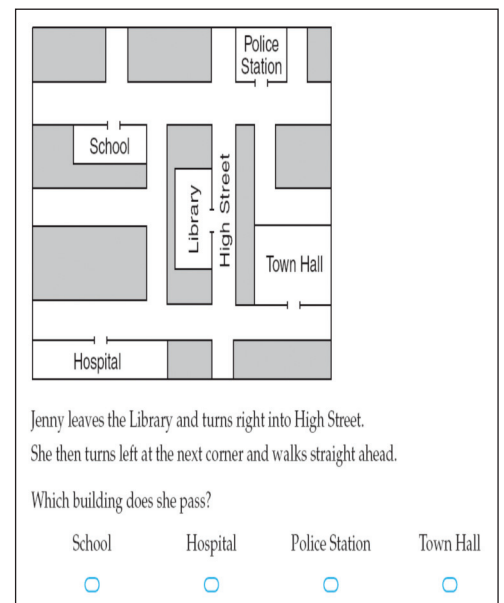 Police
Station
School
Library
High Street
Town Hall
Hospital
Jenny leaves the Library and turns right into High Street.
She then turns left at the next corner and walks straight ahead.
Which building does she pass?
School Hospital Police Station Town Hall